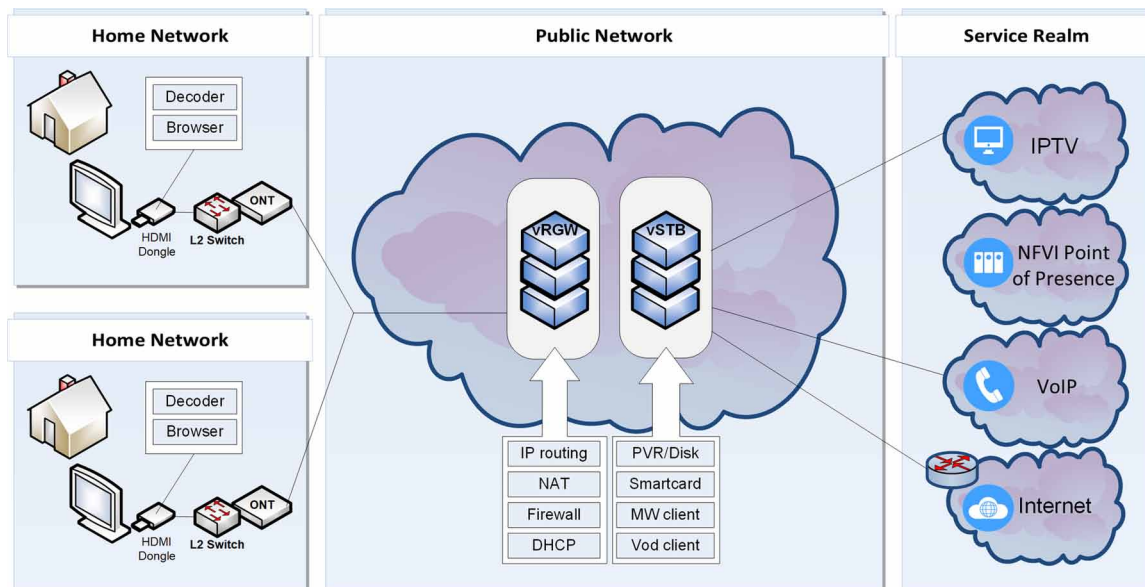 Home Network
Decoder
Browser
ONT
HDMI
Dongle
L2 Switch
Home Network
Decoder
Browser
ONT
HDMI
Dongle
L2 Switch
Public Network
vRGW
vSTB
IP routing
NAT
Firewall
DHCP
PVR/Disk
Smartcard
MW client
Vod client
Service Realm
IPTV
NFVI Point
of Presence
VoIP
Internet